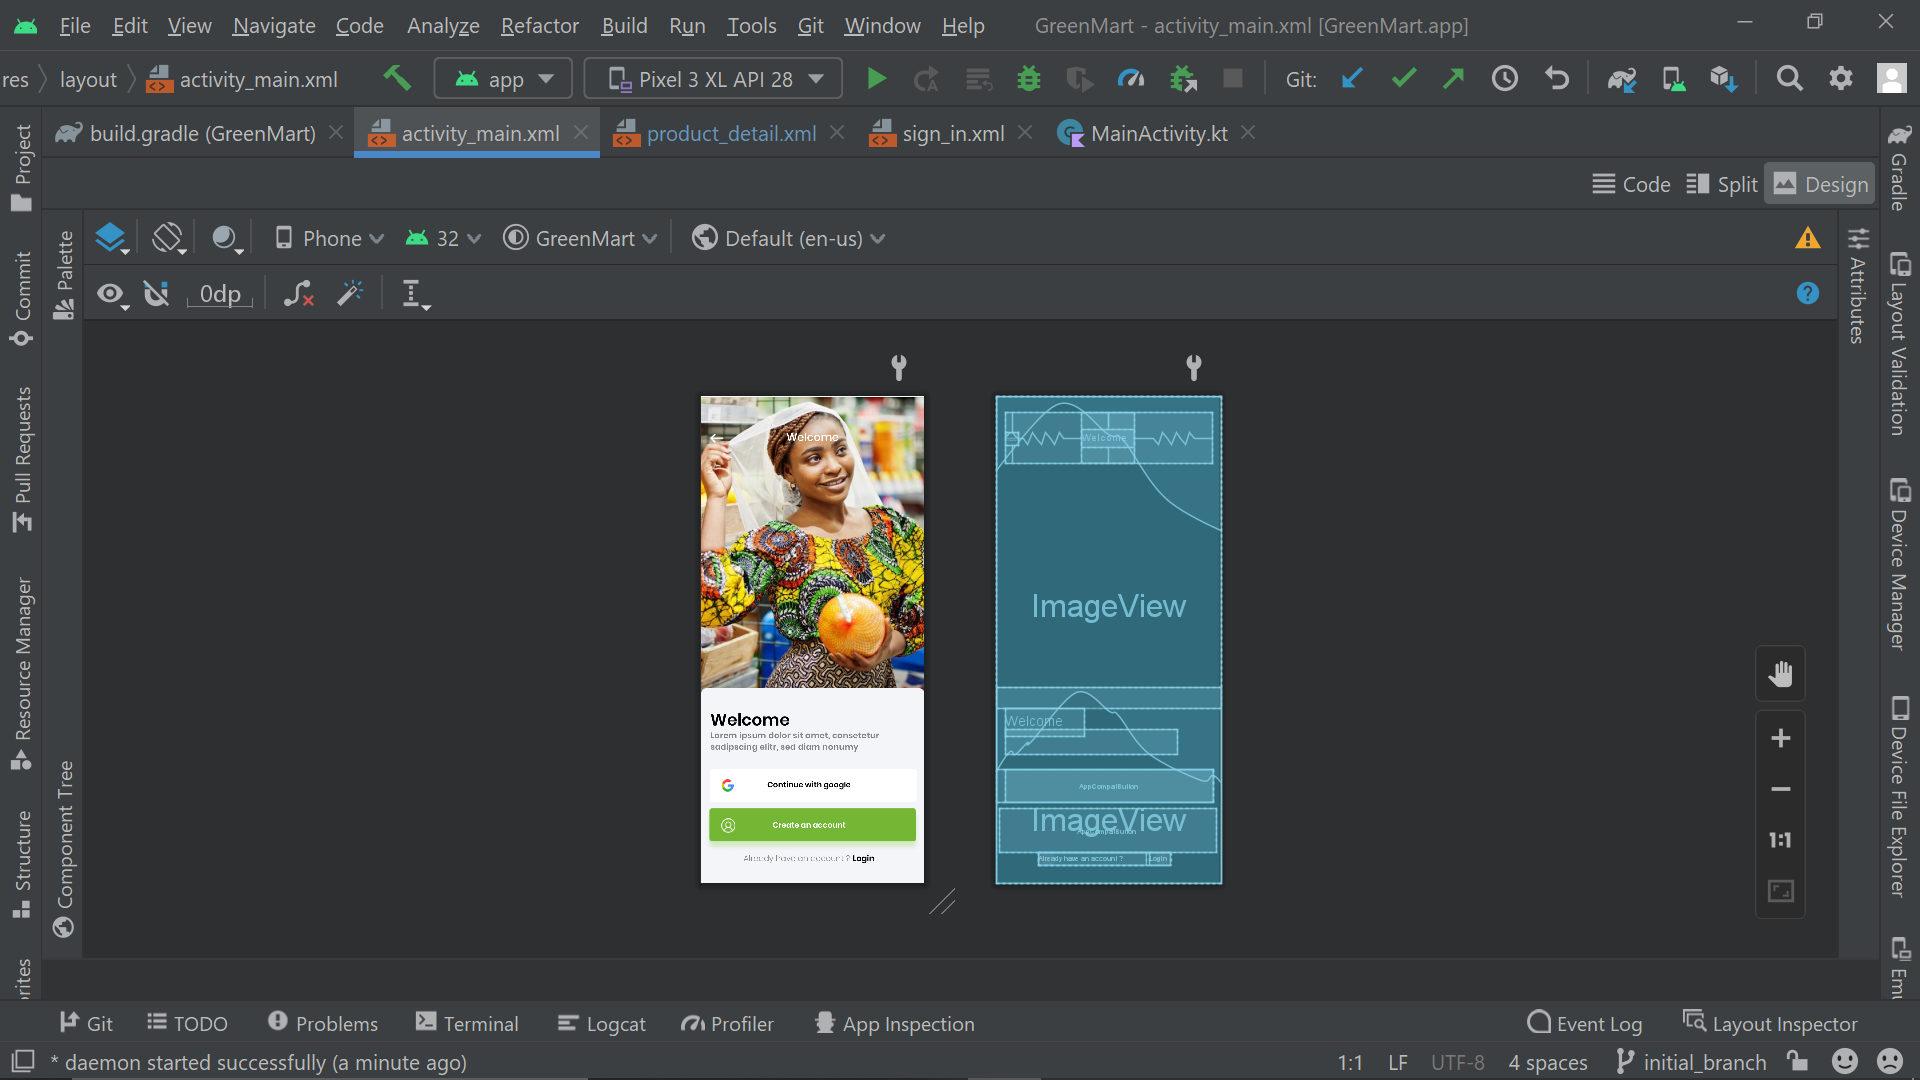 File Edit View Navigate Code Analyze Refactor Build Run Tools Git Window Help GreenMart - activity_main.xml [GreenMart.app]
res layout activity_main.xml app Pixel 3 XL API 28 Git:
build.gradle (GreenMart) activity_main.xml product_detail.xml sign_in.xml MainActivity.kt
Code Split Design
Phone 32 GreenMart Default (en-us)
0dp
Project
Commit
Pull Requests
Resource Manager
Structure
orites
Palette
Component Tree
Welcome
Welcome
Lorem ipsum dolor sit amet, consetetur
sadipscing elitr, sed diam nonumy
Continue with google
Create an account
Already have an account ? Login
Welcome
ImageView
Welcome
AppCompatButton
ImageView
AppCompatButton
Already have an account ? Login
1:1
Attributes
Gradle
Layout Validation
Device Manager
Device File Explorer
Emu
Git TODO Problems Terminal Logcat Profiler App Inspection Event Log Layout Inspector
* daemon started successfully (a minute ago) 1:1 LF UTF-8 4 spaces initial_branch